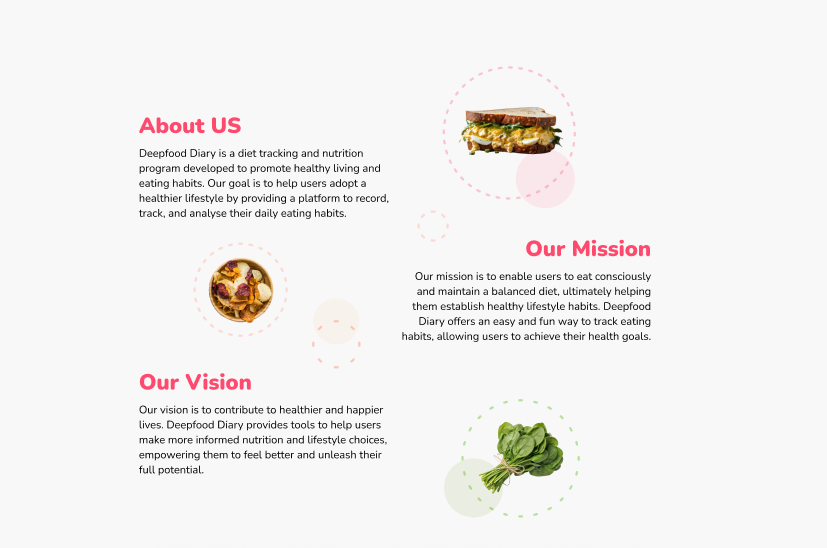 About US
Deepfood Diary is a diet tracking and nutrition
program developed to promote healthy living and
eating habits. Our goal is to help users adopt a
healthier lifestyle by providing a platform to record,
track, and analyse their daily eating habits.
Our Mission
Our mission is to enable users to eat consciously
and maintain a balanced diet, ultimately helping
them establish healthy lifestyle habits. Deepfood
Diary offers an easy and fun way to track eating
habits, allowing users to achieve their health goals.
Our Vision
Our vision is to contribute to healthier and happier
lives. Deepfood Diary provides tools to help users
make more informed nutrition and lifestyle choices,
empowering them to feel better and unleash their
full potential.